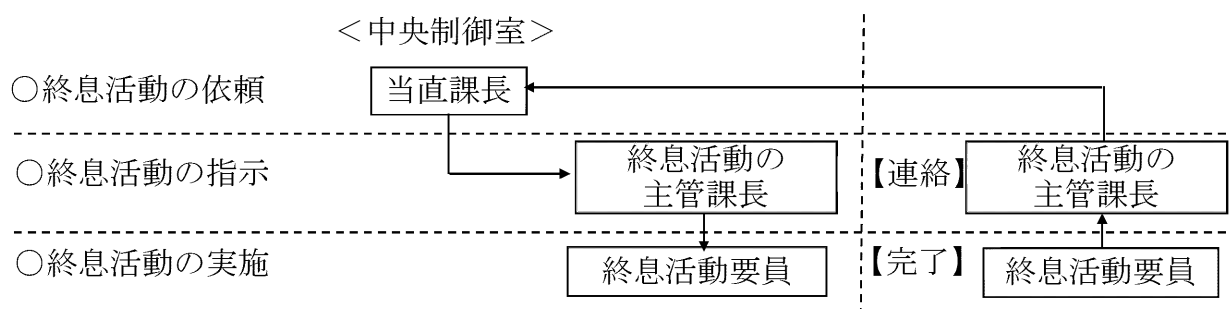 ＜中央制御室＞
○終息活動の依頼
当直課長
○終息活動の指示
終息活動の
主管課長
【連絡】
終息活動の
主管課長
○終息活動の実施
終息活動要員
【完了】
終息活動要員